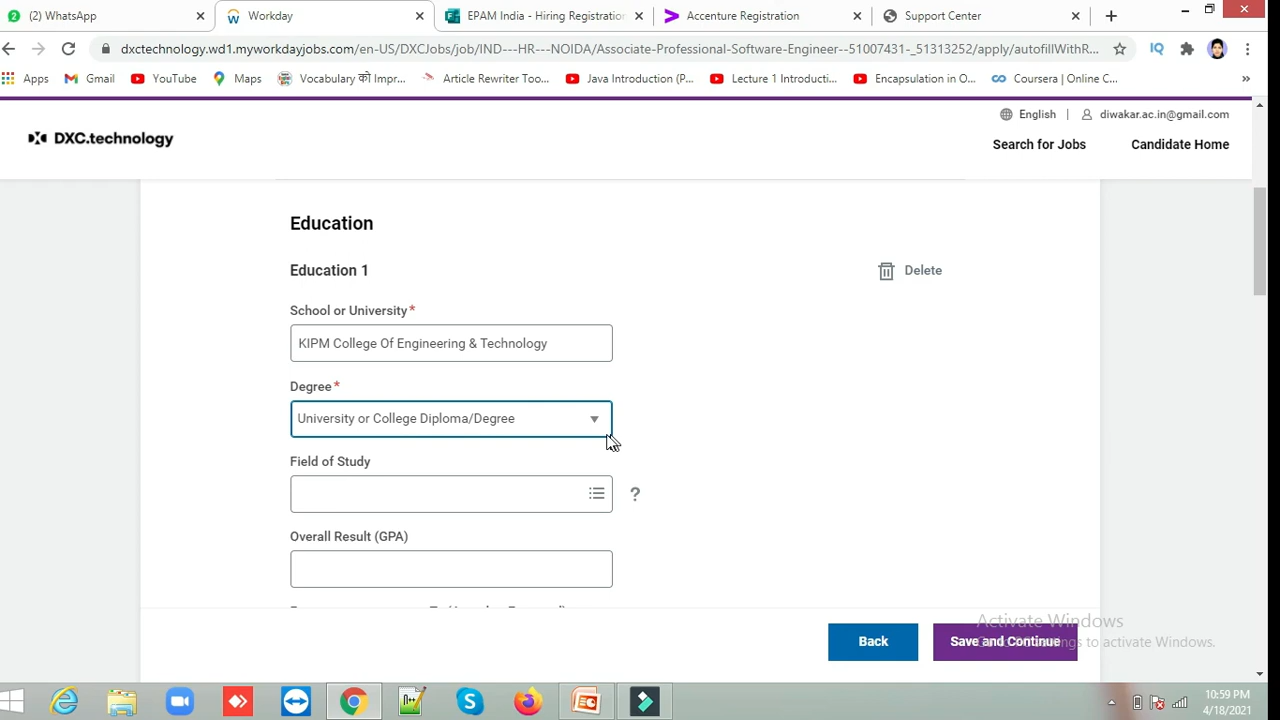 (2) WhatsApp
Workday
EPAM India - Hiring Registration
Accenture Registration
Support Center
dxctechnology.wd1.myworkdayjobs.com/en-US/DXCJobs/job/IND---HR---NOIDA/Associate-Professional-Software-Engineer--51007431-_51313252/apply/autofillWithR...
Apps
Gmail
YouTube
Maps
Vocabulary को Impr...
Article Rewriter Too...
Java Introduction (P...
Lecture 1 Introducti...
Encapsulation in O...
Coursera | Online C...
English | diwakar.ac.in@gmail.com
DXC.technology
Search for Jobs
Candidate Home
Education
Education 1
Delete
School or University*
KIPM College Of Engineering & Technology
Degree*
University or College Diploma/Degree
Field of Study
?
Overall Result (GPA)
Back
Save and Continue
Activate Windows
Settings to activate Windows.
10:59 PM
4/18/2021